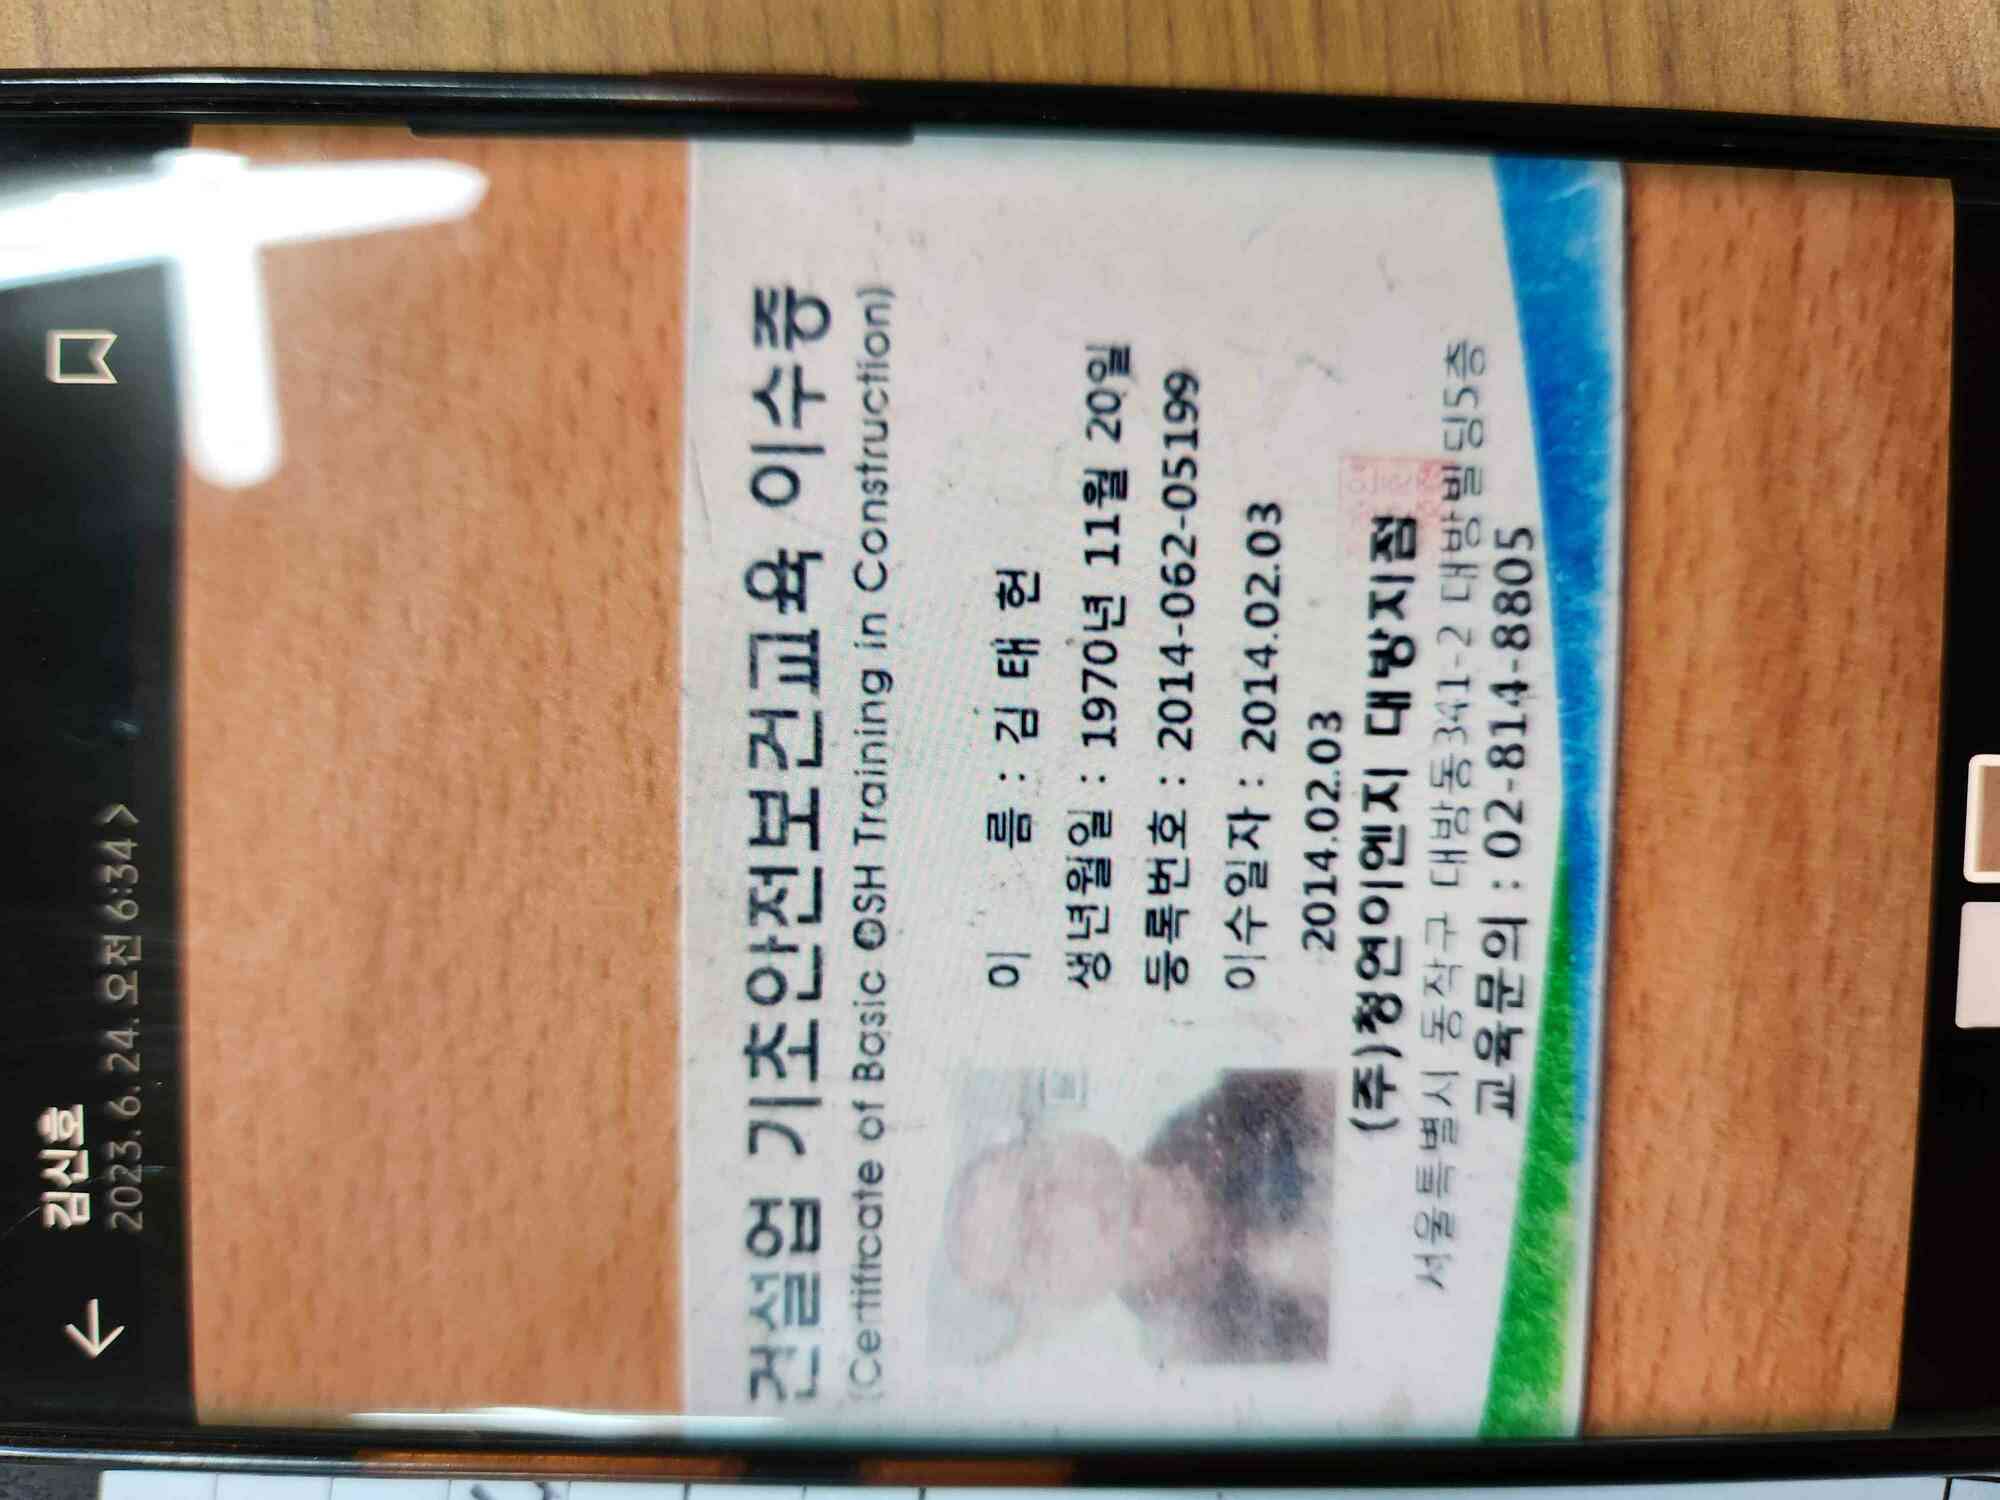 김신호
2023. 6. 24. 오전 6:34 >
건설업 기초안전보건교육 이수증
(Certificate of Basic OSH Training in Construction)
이 름 : 김 태 헌
생년월일 : 1970년 11월 20일
등록번호 : 2014-062-05199
이수일자 : 2014.02.03
2014.02.03
(주)청연이엔지 대방지점
서울특별시 동작구 대방동341-2 대방빌딩5층
교육문의 : 02-814-8805